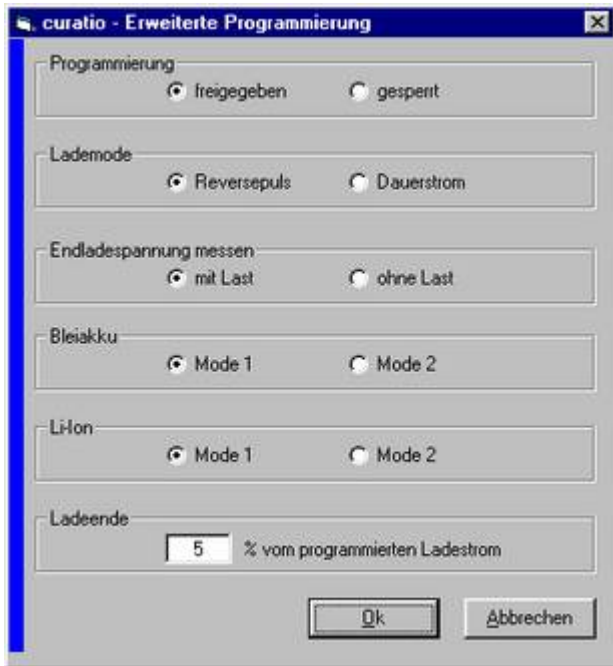 curatio - Erweiterte Programmierung
Programmierung
freigegeben gesperrt
Lademode
Reversepuls Dauerstrom
Endladespannung messen
mit Last ohne Last
Bleiakku
Mode 1 Mode 2
Li-Ion
Mode 1 Mode 2
Ladeende
5 % vom programmierten Ladestrom
Ok Abbrechen